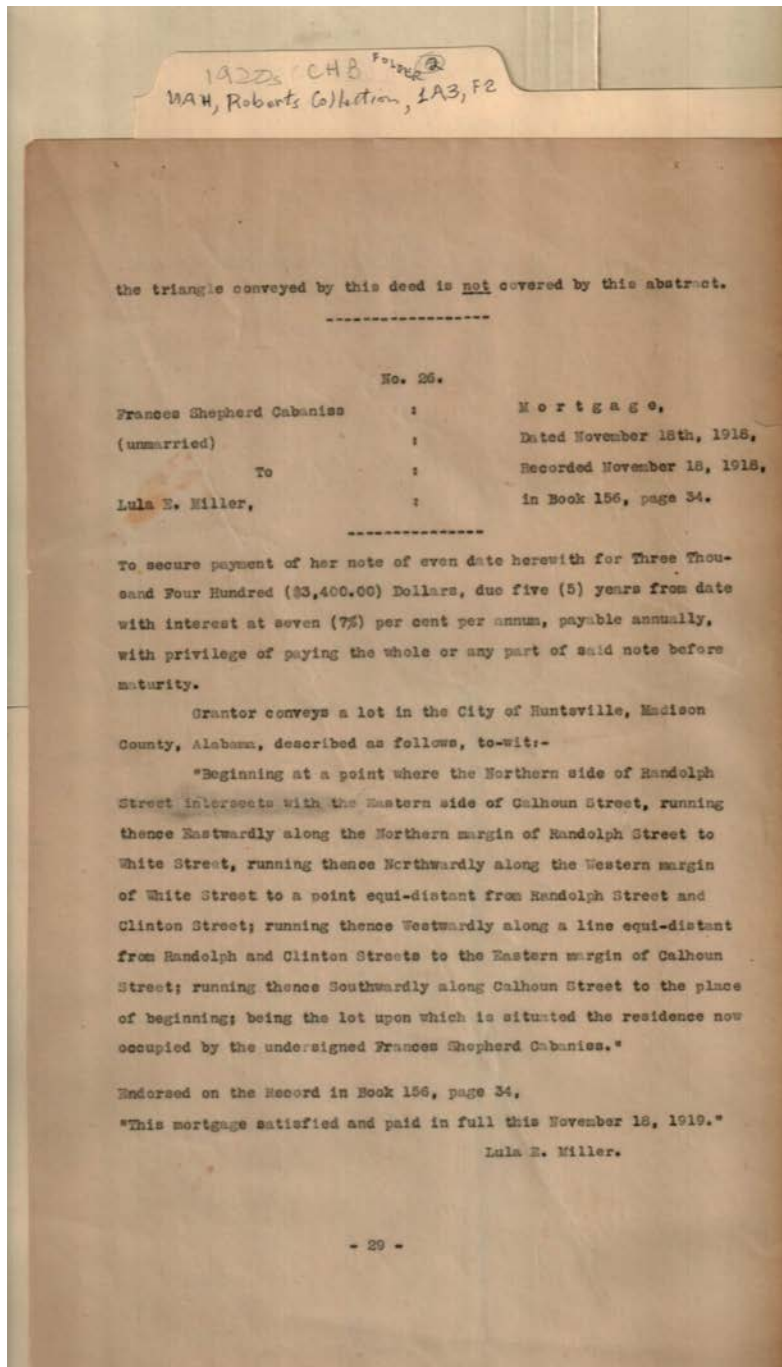 1920s CHB FOLDER 2
UAH, Roberts Collection, 1A3, F2
the triangle conveyed by this deed is not covered by this abstract.
------------------
No. 26.
Frances Shepherd Cabaniss : M o r t g a g e,
(unmarried) : Dated November 18th, 1918,
To : Recorded November 18, 1918,
Lula E. Miller, : in Book 156, page 34.
---------------
To secure payment of her note of even date herewith for Three Thou-
sand Four Hundred ($3,400.00) Dollars, due five (5) years from date
with interest at seven (7%) per cent per annum, payable annually,
with privilege of paying the whole or any part of said note before
maturity.
Grantor conveys a lot in the City of Huntsville, Madison
County, Alabama, described as follows, to-wit:-
"Beginning at a point where the Northern side of Randolph
Street intersects with the Eastern side of Calhoun Street, running
thence Eastwardly along the Northern margin of Randolph Street to
White Street, running thence Northwardly along the Western margin
of White Street to a point equi-distant from Randolph Street and
Clinton Street; running thence Westwardly along a line equi-distant
from Randolph and Clinton Streets to the Eastern margin of Calhoun
Street; running thence Southwardly along Calhoun Street to the place
of beginning; being the lot upon which is situated the residence now
occupied by the undersigned Frances Shepherd Cabaniss."
Endorsed on the Record in Book 156, page 34,
"This mortgage satisfied and paid in full this November 18, 1919."
Lula E. Miller.
- 29 -